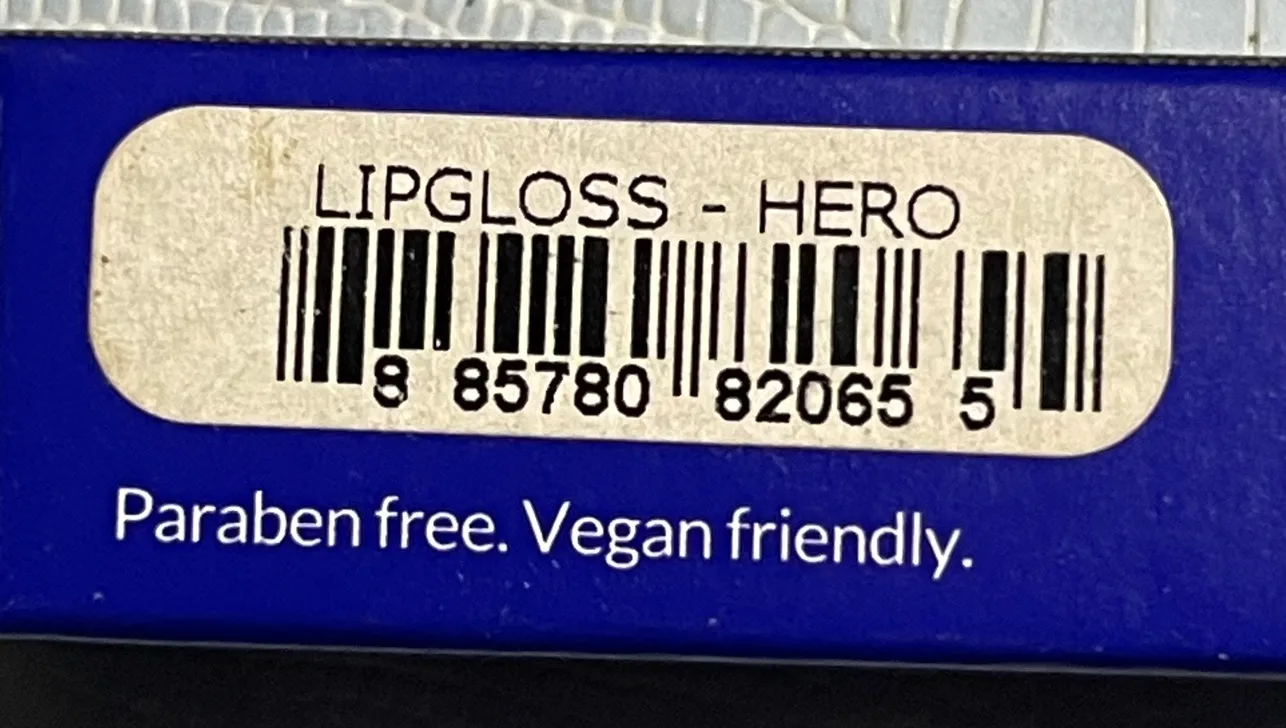 LIPGLOSS - HERO
8 85780 82065 5
Paraben free. Vegan friendly.